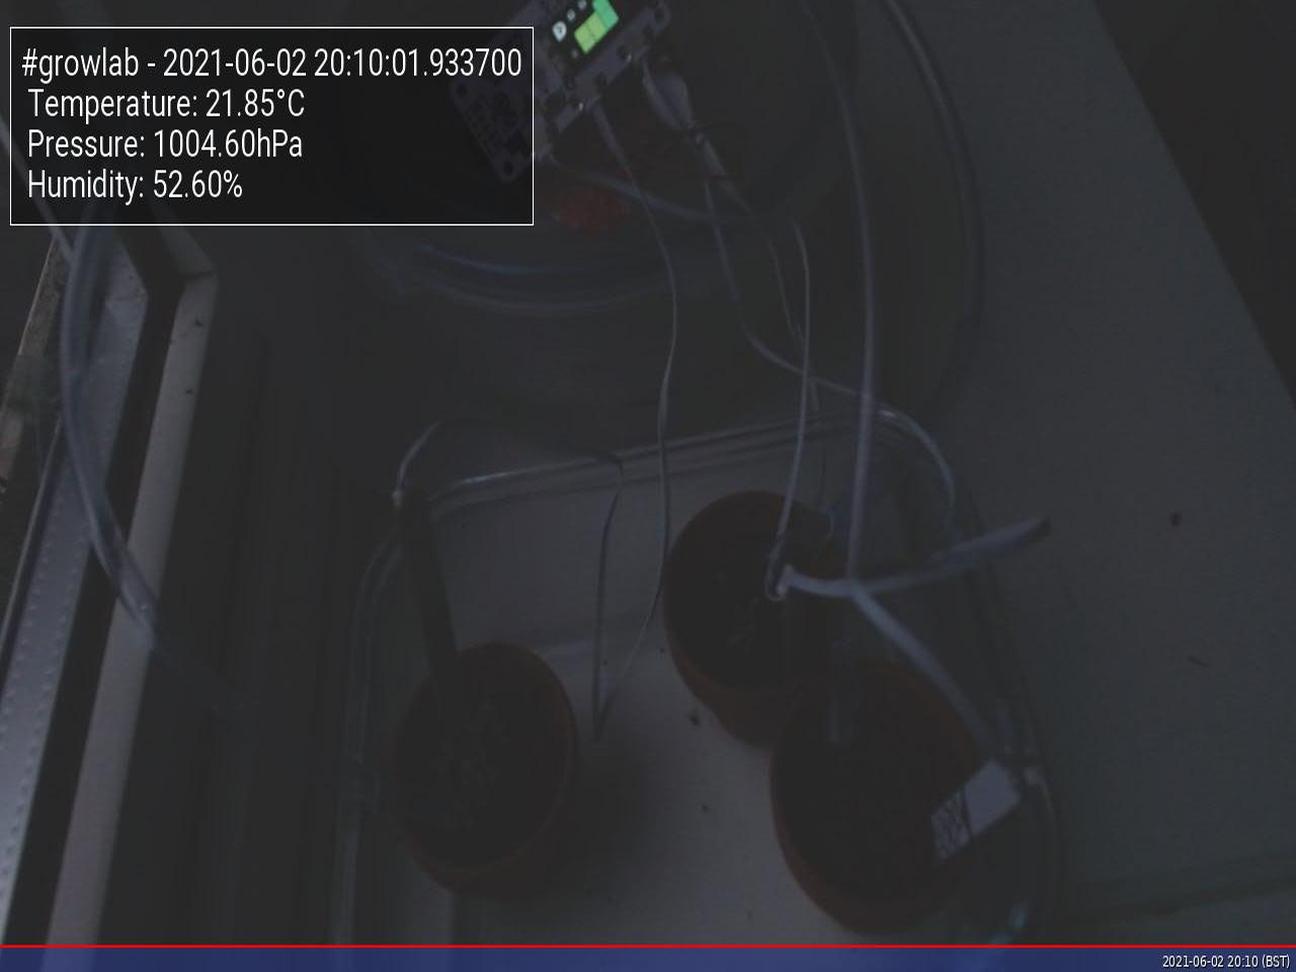 #growlab - 2021-06-02 20:10:01.933700
Temperature: 21.85°C
Pressure: 1004.60hPa
Humidity: 52.60%
2021-06-02 20:10 (BST)